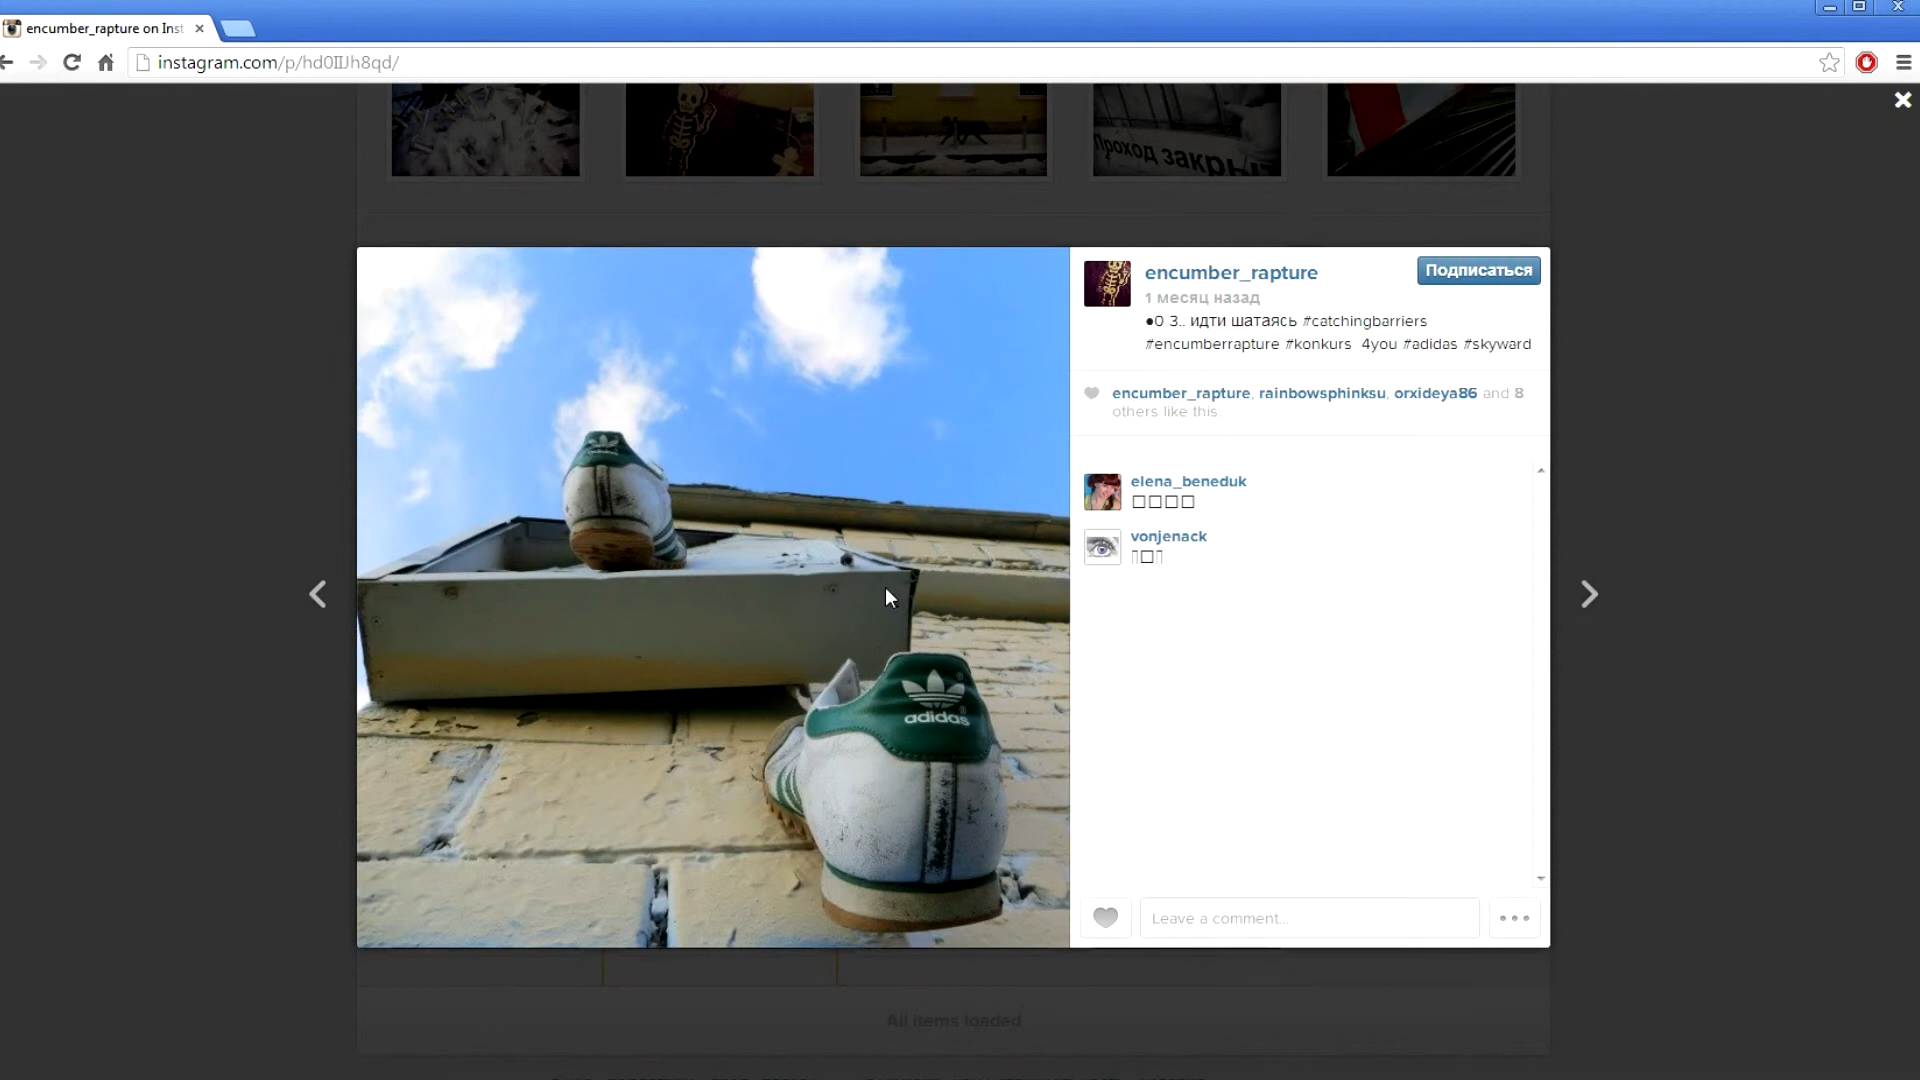 encumber_rapture on Inst
instagram.com/p/hd0IIJh8qd/
Проход закры
encumber_rapture
Подписаться
1 месяц назад
●0 3.. идти шатаясь #catchingbarriers
#encumberrapture #konkurs 4you #adidas #skyward
encumber_rapture, rainbowsphinksu, orxideya86 and 8
others like this.
elena_beneduk
vonjenack
adidas
Leave a comment...
All items loaded